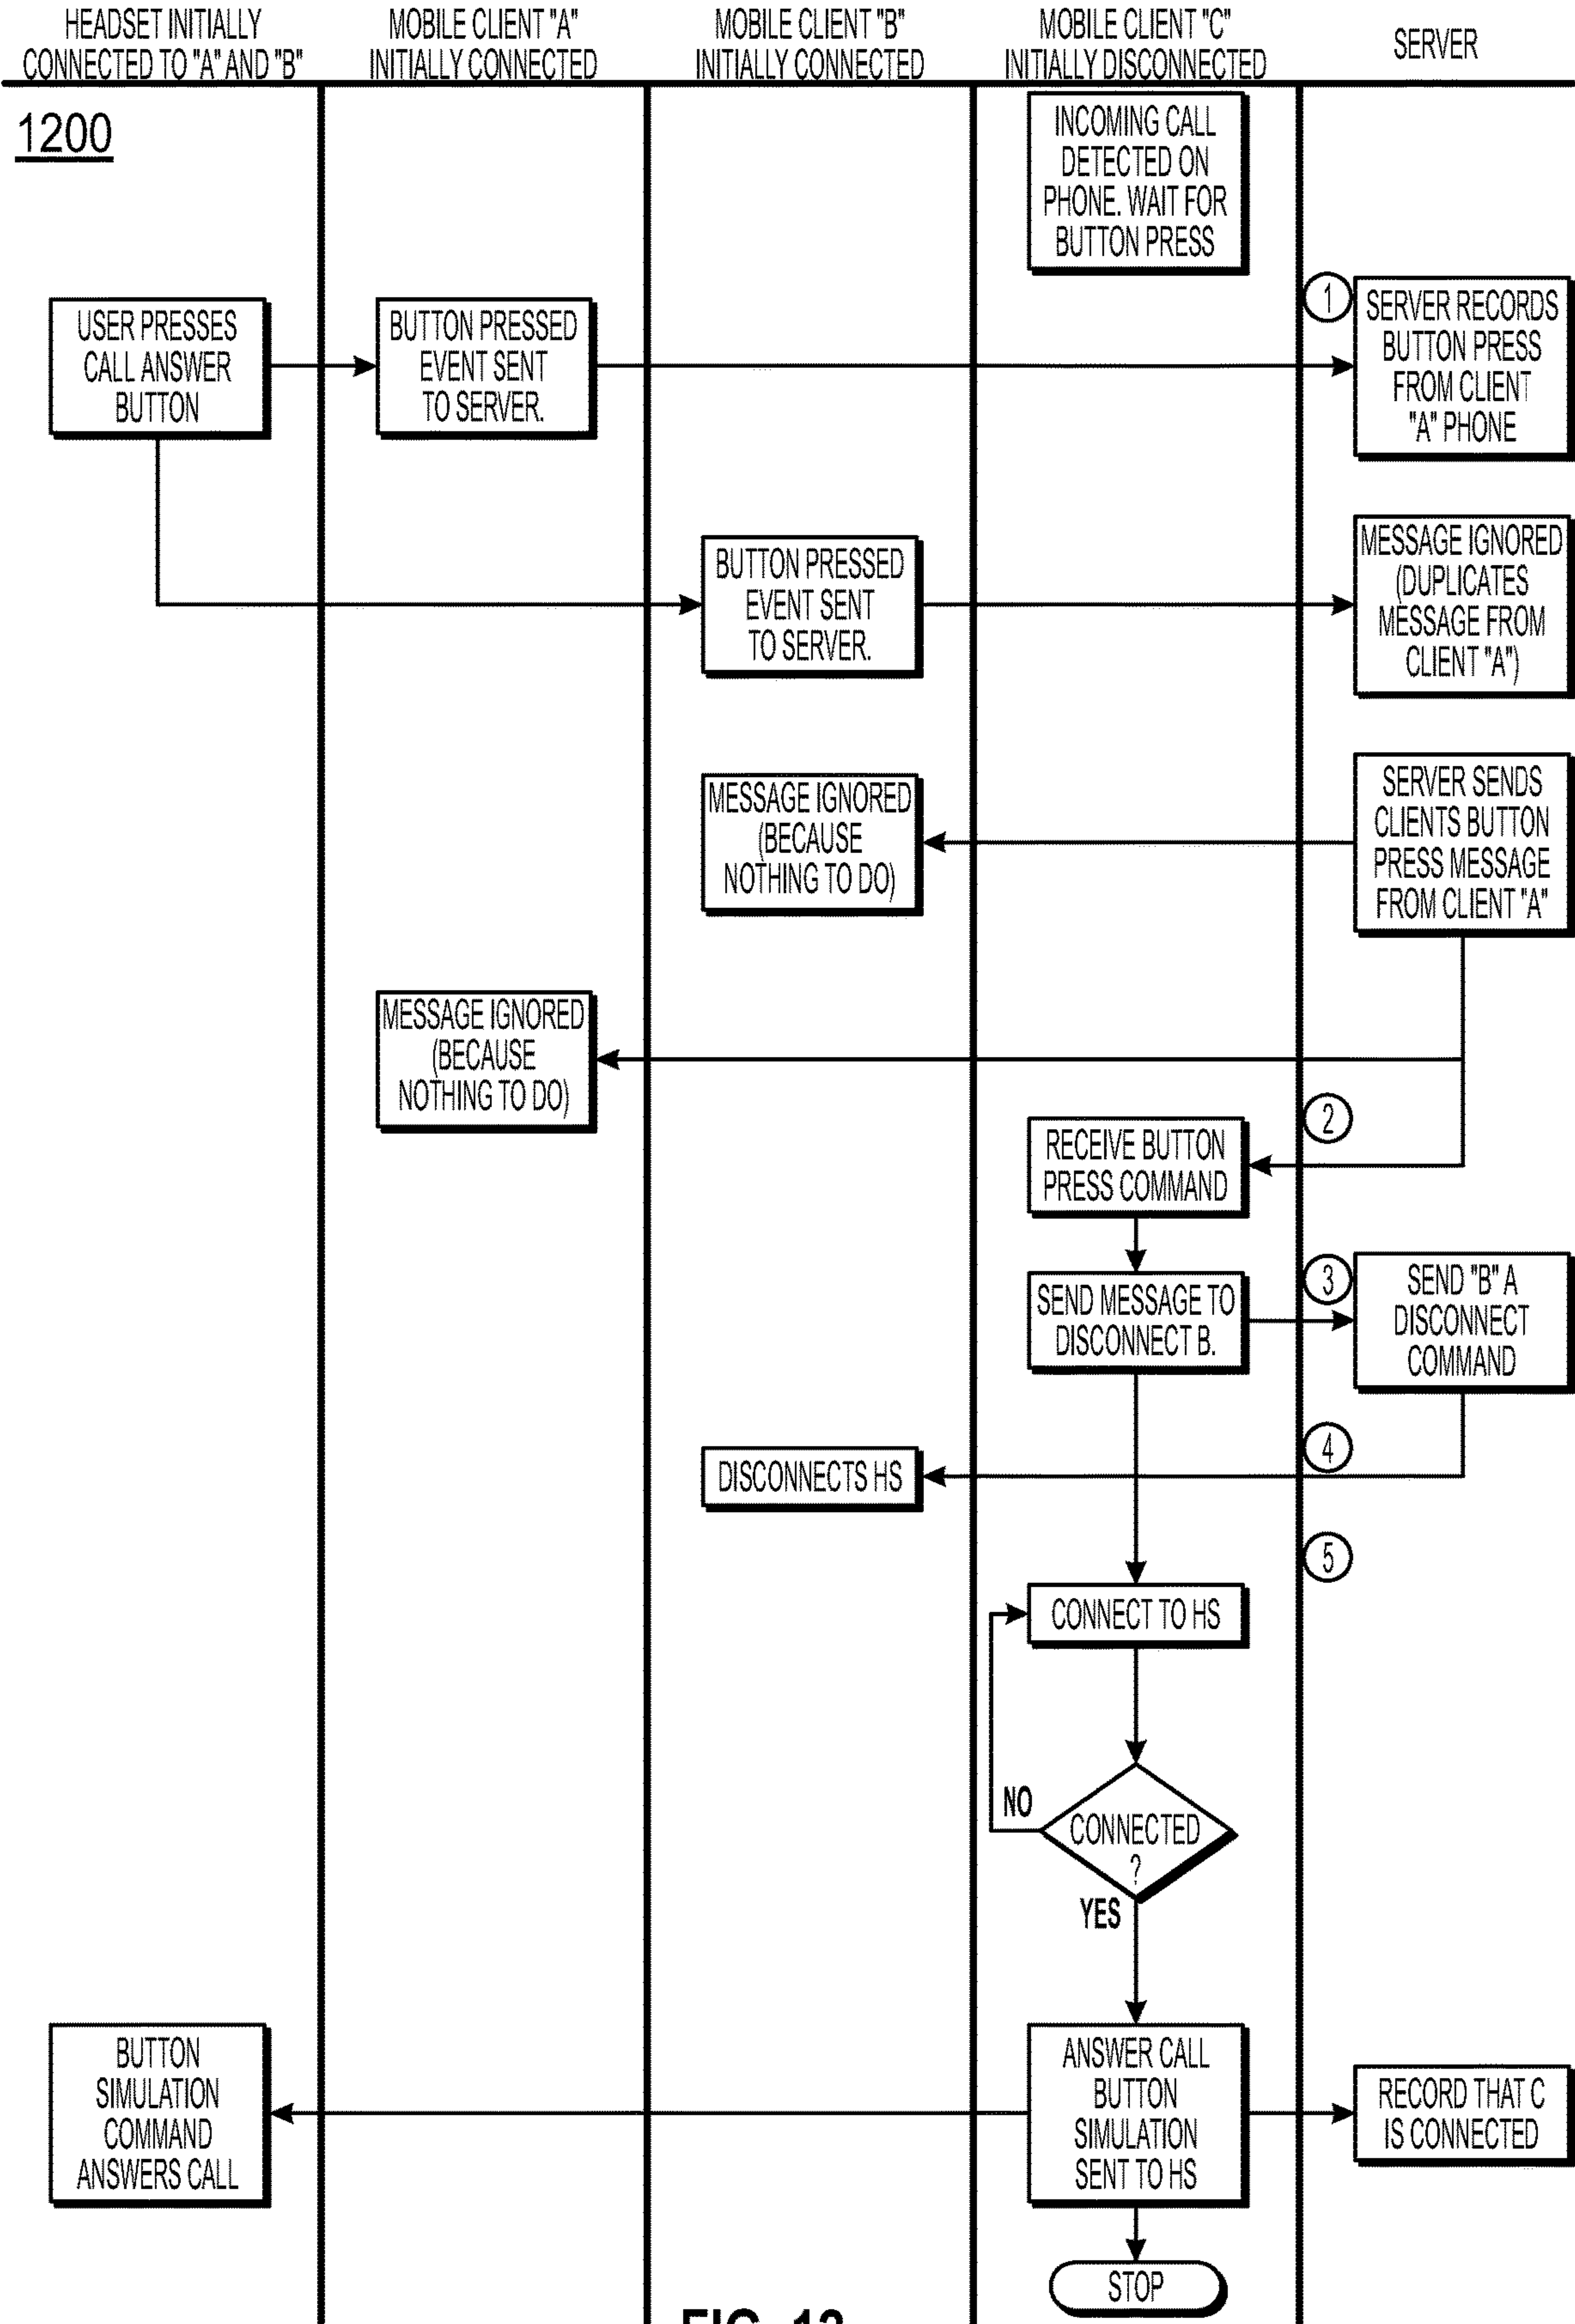 HEADSET INITIALLY
CONNECTED TO "A" AND "B"
MOBILE CLIENT "A"
INITIALLY CONNECTED
MOBILE CLIENT "B"
INITIALLY CONNECTED
MOBILE CLIENT "C"
INITIALLY DISCONNECTED
SERVER
1200
INCOMING CALL
DETECTED ON
PHONE. WAIT FOR
BUTTON PRESS
USER PRESSES
CALL ANSWER
BUTTON
BUTTON PRESSED
EVENT SENT
TO SERVER.
1
SERVER RECORDS
BUTTON PRESS
FROM CLIENT
"A" PHONE
BUTTON PRESSED
EVENT SENT
TO SERVER.
MESSAGE IGNORED
(DUPLICATES
MESSAGE FROM
CLIENT "A")
MESSAGE IGNORED
(BECAUSE
NOTHING TO DO)
SERVER SENDS
CLIENTS BUTTON
PRESS MESSAGE
FROM CLIENT "A"
MESSAGE IGNORED
(BECAUSE
NOTHING TO DO)
2
RECEIVE BUTTON
PRESS COMMAND
SEND MESSAGE TO
DISCONNECT B.
3
SEND "B" A
DISCONNECT
COMMAND
4
DISCONNECTS HS
5
CONNECT TO HS
NO
CONNECTED
?
YES
BUTTON
SIMULATION
COMMAND
ANSWERS CALL
ANSWER CALL
BUTTON
SIMULATION
SENT TO HS
RECORD THAT C
IS CONNECTED
STOP